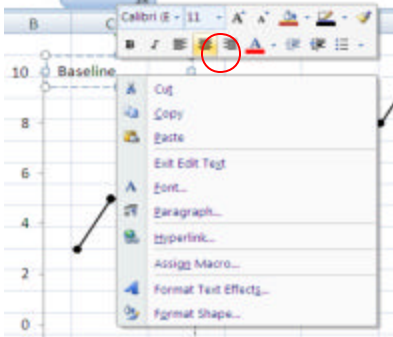 B C
Calibri (E 11 A A
B I A
10 Baseline
Cut
Copy
8
Paste
Exit Edit Text
6
A Font...
Paragraph...
4
Hyperlink...
Assign Macro...
2
A Format Text Effects...
Format Shape...
0